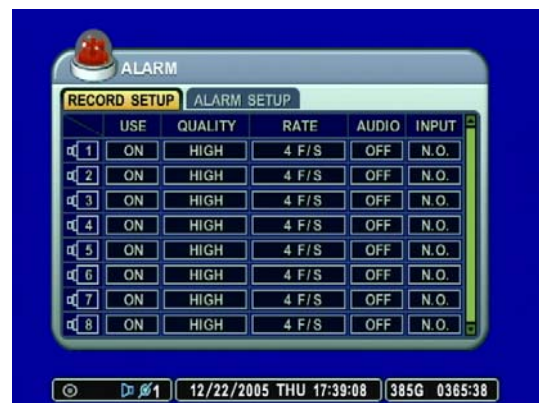 ALARM
RECORD SETUP ALARM SETUP
USE QUALITY RATE AUDIO INPUT
1 ON HIGH 4 F/S OFF N.O.
2 ON HIGH 4 F/S OFF N.O.
3 ON HIGH 4 F/S OFF N.O.
4 ON HIGH 4 F/S OFF N.O.
5 ON HIGH 4 F/S OFF N.O.
6 ON HIGH 4 F/S OFF N.O.
7 ON HIGH 4 F/S OFF N.O.
8 ON HIGH 4 F/S OFF N.O.
1 12/22/2005 THU 17:39:08 385G 0365:38